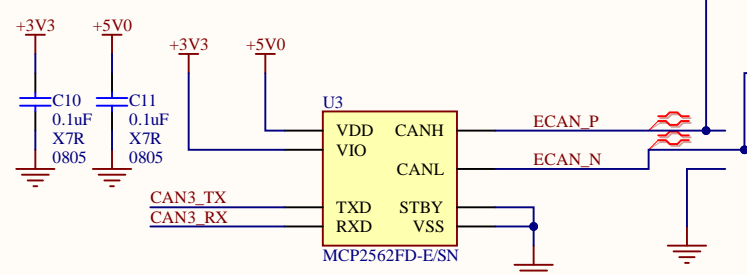 +3V3
+5V0
+3V3
+5V0
C10
0.1uF
X7R
0805
C11
0.1uF
X7R
0805
U3
VDD
CANH
VIO
CANL
TXD
STBY
RXD
VSS
MCP2562FD-E/SN
ECAN_P
ECAN_N
CAN3_TX
CAN3_RX